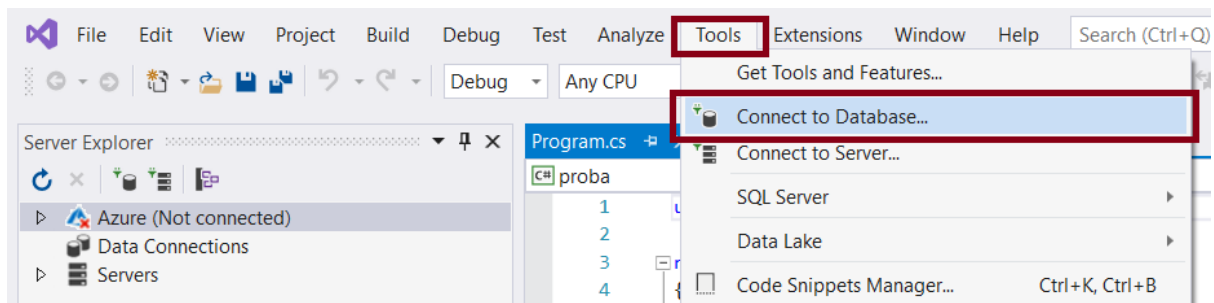 File Edit View Project Build Debug Test Analyze Tools Extensions Window Help Search (Ctrl+Q)
Debug Any CPU
Get Tools and Features...
Connect to Database...
Server Explorer
Program.cs
Connect to Server...
C# proba
SQL Server
Azure (Not connected)
1
Data Connections
2
Data Lake
Servers
3
4 {
Code Snippets Manager... Ctrl+K, Ctrl+B